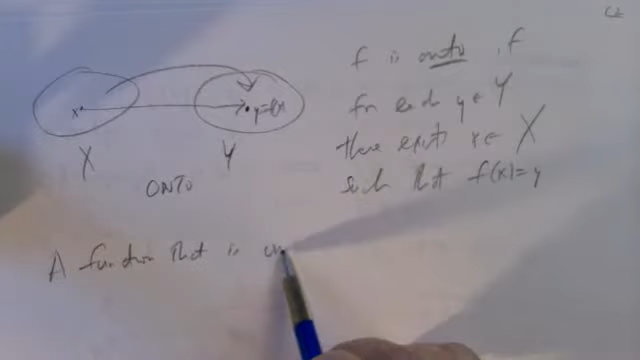 f is onto if
for each y ∈ Y
there exists x ∈ X
such that f(x)=y
x
y=f(x)
X Y
ONTO
A function that is